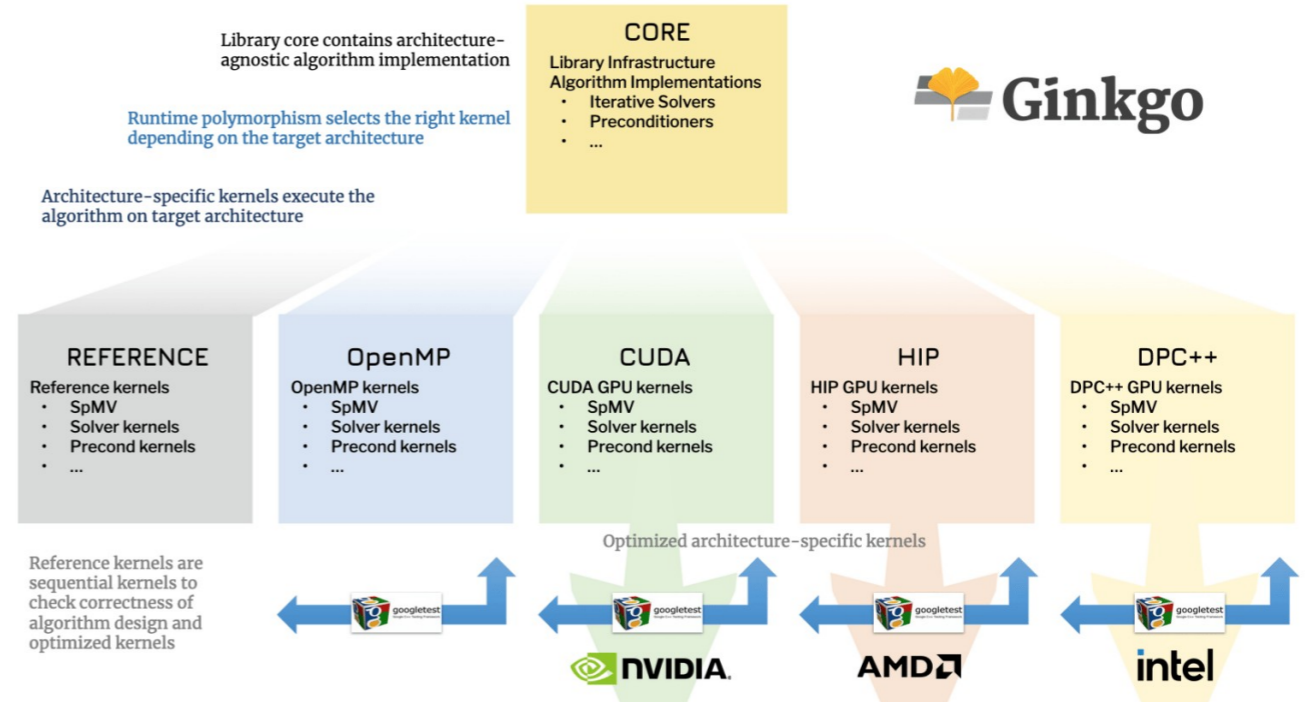 Library core contains architecture-
agnostic algorithm implementation
Runtime polymorphism selects the right kernel
depending on the target architecture
Architecture-specific kernels execute the
algorithm on target architecture
CORE
Library Infrastructure
Algorithm Implementations
• Iterative Solvers
• Preconditioners
• ...
Ginkgo
REFERENCE
Reference kernels
• SpMV
• Solver kernels
• Precond kernels
• ...
OpenMP
OpenMP kernels
• SpMV
• Solver kernels
• Precond kernels
• ...
CUDA
CUDA GPU kernels
• SpMV
• Solver kernels
• Precond kernels
• ...
HIP
HIP GPU kernels
• SpMV
• Solver kernels
• Precond kernels
• ...
DPC++
DPC++ GPU kernels
• SpMV
• Solver kernels
• Precond kernels
• ...
Reference kernels are
sequential kernels to
check correctness of
algorithm design and
optimized kernels
Optimized architecture-specific kernels
googletest
googletest
googletest
googletest
NVIDIA.
AMD
intel